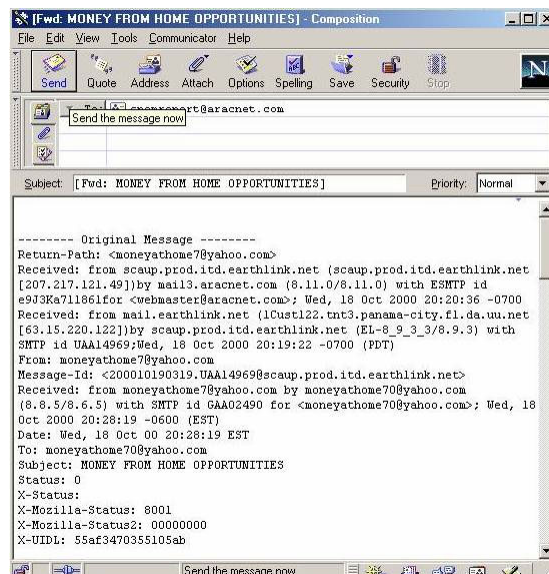 [Fwd: MONEY FROM HOME OPPORTUNITIES] - Composition
File Edit View Tools Communicator Help
Send Quote Address Attach Options Spelling Save Security Stop
N
To: spamreport@aracnet.com
Send the message now
Subject: [Fwd: MONEY FROM HOME OPPORTUNITIES] Priority: Normal
-------- Original Message --------
Return-Path: <moneyathome7@yahoo.com>
Received: from scaup.prod.itd.earthlink.net (scaup.prod.itd.earthlink.net
[207.217.121.49])by mail3.aracnet.com (8.11.0/8.11.0) with ESMTP id
e9J3Ka711861for <webmaster@aracnet.com>; Wed, 18 Oct 2000 20:20:36 -0700
Received: from mail.earthlink.net (1Cust122.tnt3.panama-city.fl.da.uu.net
[63.15.220.122])by scaup.prod.itd.earthlink.net (EL-8_9_3_3/8.9.3) with
SMTP id UAA14969;Wed, 18 Oct 2000 20:19:22 -0700 (PDT)
From: moneyathome7@yahoo.com
Message-Id: <200010190319.UAA14969@scaup.prod.itd.earthlink.net>
Received: from moneyathome7@yahoo.com by moneyathome70@yahoo.com
(8.8.5/8.6.5) with SMTP id GAA02490 for <moneyathome70@yahoo.com>; Wed, 18
Oct 2000 20:28:19 -0600 (EST)
Date: Wed, 18 Oct 00 20:28:19 EST
To: moneyathome70@yahoo.com
Subject: MONEY FROM HOME OPPORTUNITIES
Status: 0
X-Status:
X-Mozilla-Status: 8001
X-Mozilla-Status2: 00000000
X-UIDL: 55af3470355105ab
Send the message now